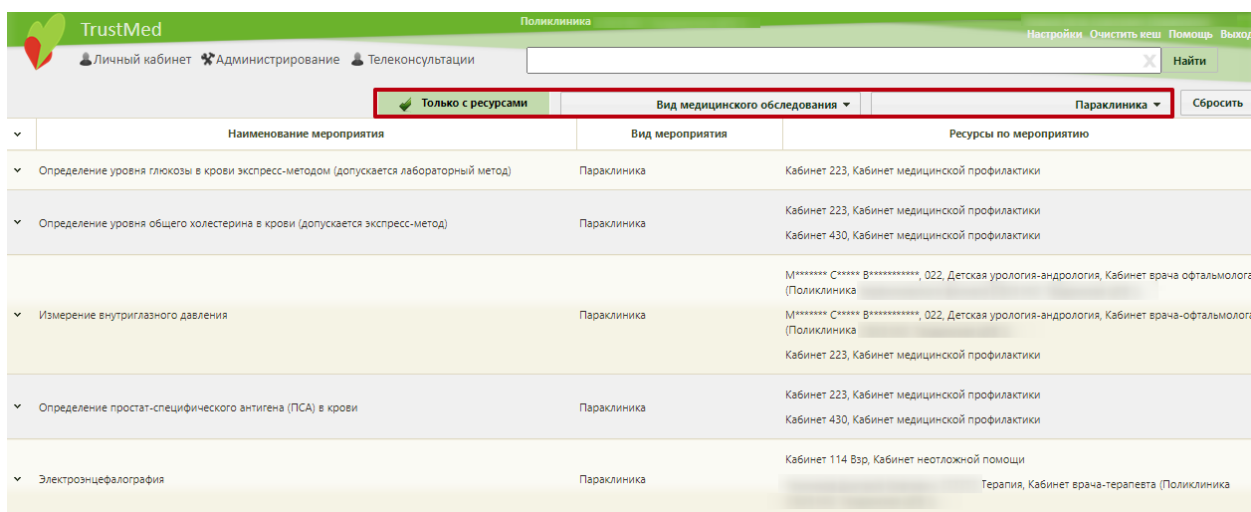 TrustMed
Поликлиника
Настройки Очистить кеш Помощь Выход
Личный кабинет Администрирование Телеконсультации
X Найти
Только с ресурсами Вид медицинского обследования Параклиника Сбросить
Наименование мероприятия Вид мероприятия Ресурсы по мероприятию
Определение уровня глюкозы в крови экспресс-методом (допускается лабораторный метод) Параклиника Кабинет 223, Кабинет медицинской профилактики
Определение уровня общего холестерина в крови (допускается экспресс-метод) Параклиника Кабинет 223, Кабинет медицинской профилактики
Кабинет 430, Кабинет медицинской профилактики
Измерение внутриглазного давления Параклиника М******* С***** В***********, 022, Детская урология-андрология, Кабинет врача офтальмолога
(Поликлиника
М******* С***** В***********, 022, Детская урология-андрология, Кабинет врача-офтальмолога
(Поликлиника
Кабинет 223, Кабинет медицинской профилактики
Определение простат-специфического антигена (ПСА) в крови Параклиника Кабинет 223, Кабинет медицинской профилактики
Кабинет 430, Кабинет медицинской профилактики
Электроэнцефалография Параклиника Кабинет 114 Взр, Кабинет неотложной помощи
Терапия, Кабинет врача-терапевта (Поликлиника